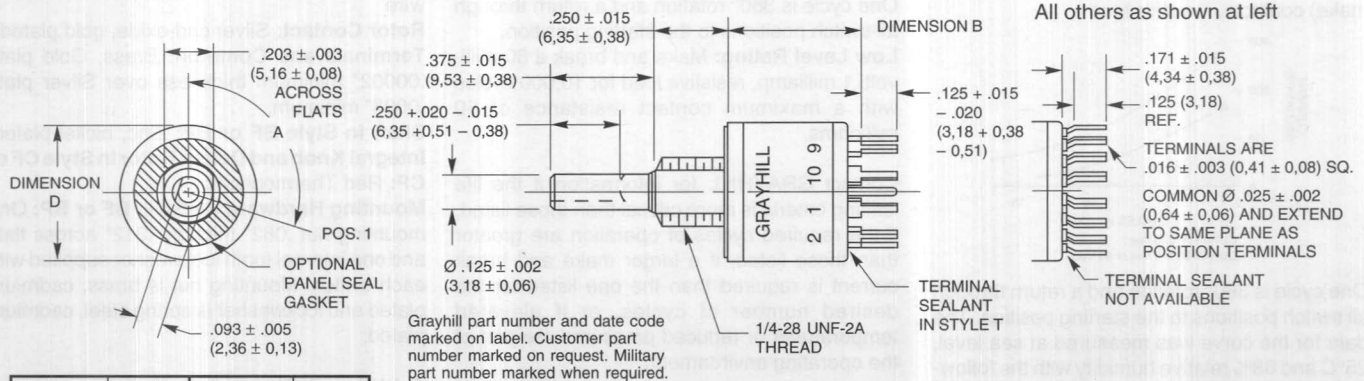 All others as shown at left
.250 ± .015
(6,35 ± 0,38)
DIMENSION B
.203 ± .003
(5,16 ± 0,08)
ACROSS
FLATS
A
.375 ± .015
(9,53 ± 0,38)
.250 +.020 – .015
(6,35 +0,51 – 0,38)
.125 +.015
– .020
(3,18 + 0,38
– 0,51)
.171 ± .015
(4,34 ± 0,38)
.125 (3,18)
REF.
TERMINALS ARE
.016 ± .003 (0,41 ± 0,08) SQ.
COMMON Ø .025 ± .002
(0,64 ± 0,06) AND EXTEND
TO SAME PLANE AS
POSITION TERMINALS
TERMINAL SEALANT
NOT AVAILABLE
DIMENSION
D
POS. 1
OPTIONAL
PANEL SEAL
GASKET
.093 ± .005
(2,36 ± 0,13)
Ø .125 ± .002
(3,18 ± 0,06)
GRAYHILL
2 1 10 9
TERMINAL
SEALANT
IN STYLE T
1/4-28 UNF-2A
THREAD
Grayhill part number and date code
marked on label. Customer part
number marked on request. Military
part number marked when required.